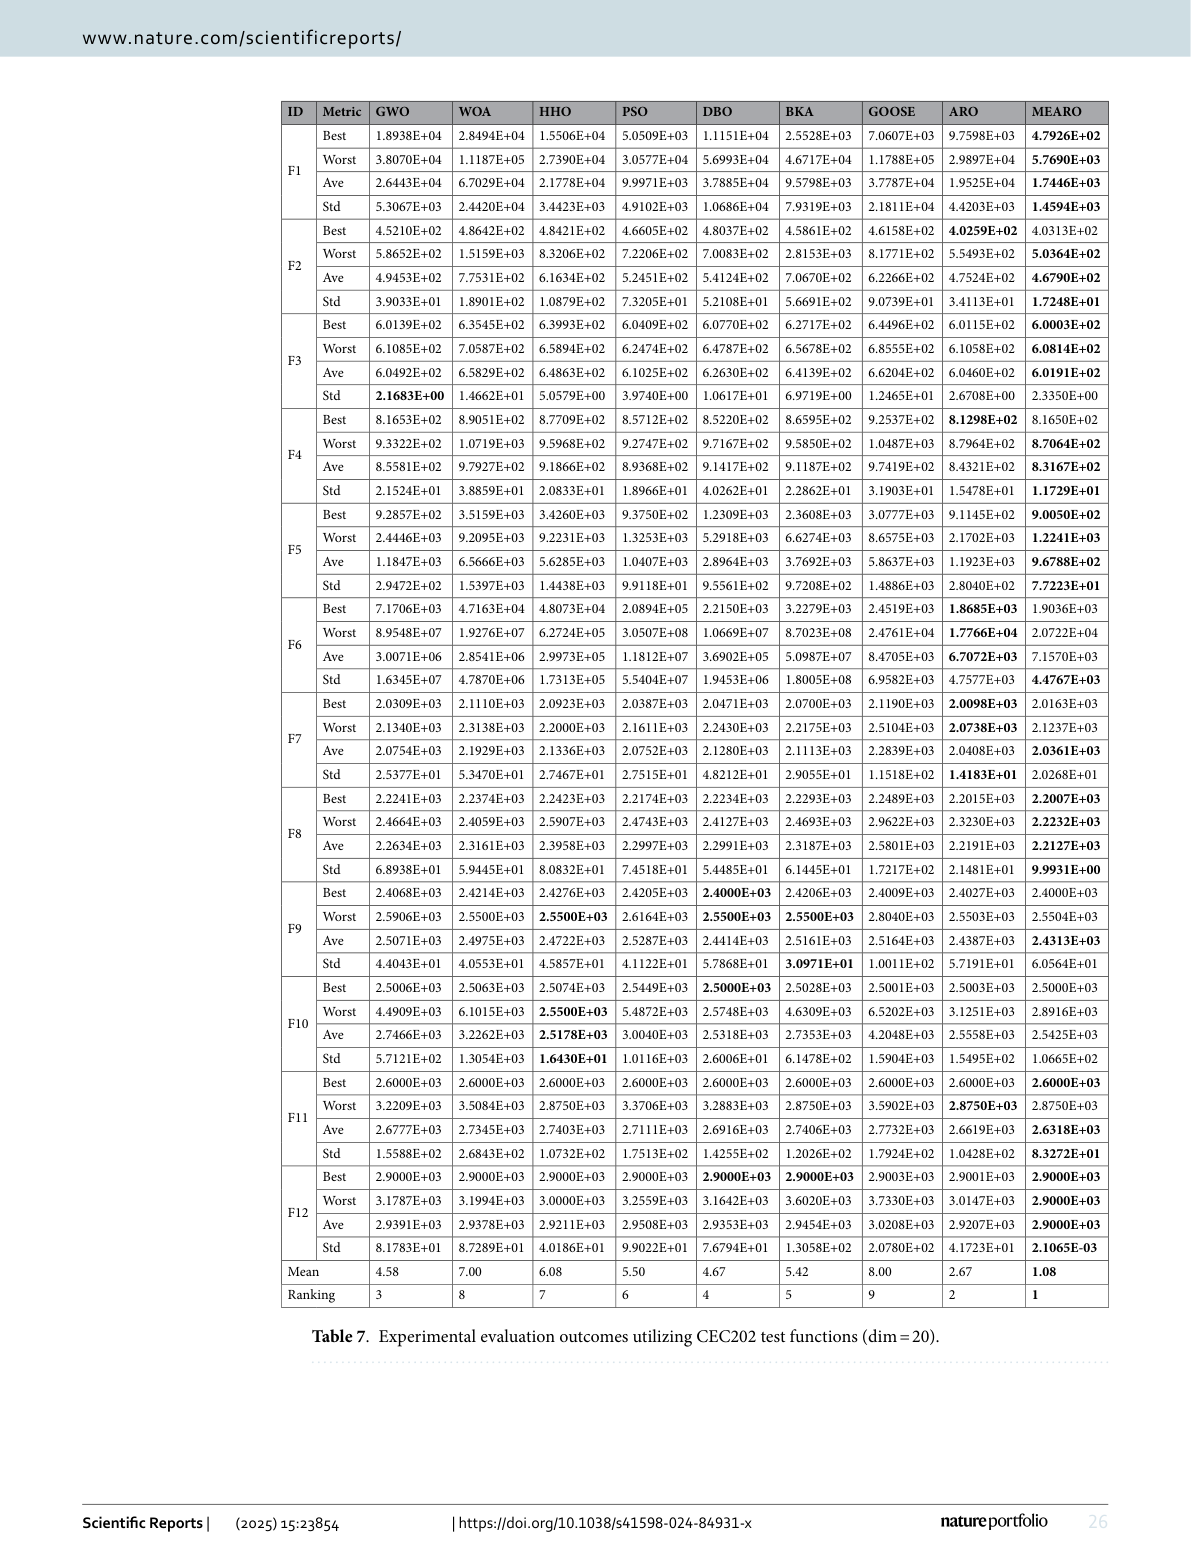 www.nature.com/scientificreports/
ID Metric GWO WOA HHO PSO DBO BKA GOOSE ARO MEARO
F1 Best 1.8938E+04 2.8494E+04 1.5506E+04 5.0509E+03 1.1151E+04 2.5528E+03 7.0607E+03 9.7598E+03 4.7926E+02
Worst 3.8070E+04 1.1187E+05 2.7390E+04 3.0577E+04 5.6993E+04 4.6717E+04 1.1788E+05 2.9897E+04 5.7690E+03
Ave 2.6443E+04 6.7029E+04 2.1778E+04 9.9971E+03 3.7885E+04 9.5798E+03 3.7787E+04 1.9525E+04 1.7446E+03
Std 5.3067E+03 2.4420E+04 3.4423E+03 4.9102E+03 1.0686E+04 7.9319E+03 2.1811E+04 4.4203E+03 1.4594E+03
F2 Best 4.5210E+02 4.8642E+02 4.8421E+02 4.6605E+02 4.8037E+02 4.5861E+02 4.6158E+02 4.0259E+02 4.0313E+02
Worst 5.8652E+02 1.5159E+03 8.3206E+02 7.2206E+02 7.0083E+02 2.8153E+03 8.1771E+02 5.5493E+02 5.0364E+02
Ave 4.9453E+02 7.7531E+02 6.1634E+02 5.2451E+02 5.4124E+02 7.0670E+02 6.2266E+02 4.7524E+02 4.6790E+02
Std 3.9033E+01 1.8901E+02 1.0879E+02 7.3205E+01 5.2108E+01 5.6691E+02 9.0739E+01 3.4113E+01 1.7248E+01
F3 Best 6.0139E+02 6.3545E+02 6.3993E+02 6.0409E+02 6.0770E+02 6.2717E+02 6.4496E+02 6.0115E+02 6.0003E+02
Worst 6.1085E+02 7.0587E+02 6.5894E+02 6.2474E+02 6.4787E+02 6.5678E+02 6.8555E+02 6.1058E+02 6.0814E+02
Ave 6.0492E+02 6.5829E+02 6.4863E+02 6.1025E+02 6.2630E+02 6.4139E+02 6.6204E+02 6.0460E+02 6.0191E+02
Std 2.1683E+00 1.4662E+01 5.0579E+00 3.9740E+00 1.0617E+01 6.9719E+00 1.2465E+01 2.6708E+00 2.3350E+00
F4 Best 8.1653E+02 8.9051E+02 8.7709E+02 8.5712E+02 8.5220E+02 8.6595E+02 9.2537E+02 8.1298E+02 8.1650E+02
Worst 9.3322E+02 1.0719E+03 9.5968E+02 9.2747E+02 9.7167E+02 9.5850E+02 1.0487E+03 8.7964E+02 8.7064E+02
Ave 8.5581E+02 9.7927E+02 9.1866E+02 8.9368E+02 9.1417E+02 9.1187E+02 9.7419E+02 8.4321E+02 8.3167E+02
Std 2.1524E+01 3.8859E+01 2.0833E+01 1.8966E+01 4.0262E+01 2.2862E+01 3.1903E+01 1.5478E+01 1.1729E+01
F5 Best 9.2857E+02 3.5159E+03 3.4260E+03 9.3750E+02 1.2309E+03 2.3608E+03 3.0777E+03 9.1145E+02 9.0050E+02
Worst 2.4446E+03 9.2095E+03 9.2231E+03 1.3253E+03 5.2918E+03 6.6274E+03 8.6575E+03 2.1702E+03 1.2241E+03
Ave 1.1847E+03 6.5666E+03 5.6285E+03 1.0407E+03 2.8964E+03 3.7692E+03 5.8637E+03 1.1923E+03 9.6788E+02
Std 2.9472E+02 1.5397E+03 1.4438E+03 9.9118E+01 9.5561E+02 9.7208E+02 1.4886E+03 2.8040E+02 7.7223E+01
F6 Best 7.1706E+03 4.7163E+04 4.8073E+04 2.0894E+05 2.2150E+03 3.2279E+03 2.4519E+03 1.8685E+03 1.9036E+03
Worst 8.9548E+07 1.9276E+07 6.2724E+05 3.0507E+08 1.0669E+07 8.7023E+08 2.4761E+04 1.7766E+04 2.0722E+04
Ave 3.0071E+06 2.8541E+06 2.9973E+05 1.1812E+07 3.6902E+05 5.0987E+07 8.4705E+03 6.7072E+03 7.1570E+03
Std 1.6345E+07 4.7870E+06 1.7313E+05 5.5404E+07 1.9453E+06 1.8005E+08 6.9582E+03 4.7577E+03 4.4767E+03
F7 Best 2.0309E+03 2.1110E+03 2.0923E+03 2.0387E+03 2.0471E+03 2.0700E+03 2.1190E+03 2.0098E+03 2.0163E+03
Worst 2.1340E+03 2.3138E+03 2.2000E+03 2.1611E+03 2.2430E+03 2.2175E+03 2.5104E+03 2.0738E+03 2.1237E+03
Ave 2.0754E+03 2.1929E+03 2.1336E+03 2.0752E+03 2.1280E+03 2.1113E+03 2.2839E+03 2.0408E+03 2.0361E+03
Std 2.5377E+01 5.3470E+01 2.7467E+01 2.7515E+01 4.8212E+01 2.9055E+01 1.1518E+02 1.4183E+01 2.0268E+01
F8 Best 2.2241E+03 2.2374E+03 2.2423E+03 2.2174E+03 2.2234E+03 2.2293E+03 2.2489E+03 2.2015E+03 2.2007E+03
Worst 2.4664E+03 2.4059E+03 2.5907E+03 2.4743E+03 2.4127E+03 2.4693E+03 2.9622E+03 2.3230E+03 2.2232E+03
Ave 2.2634E+03 2.3161E+03 2.3958E+03 2.2997E+03 2.2991E+03 2.3187E+03 2.5801E+03 2.2191E+03 2.2127E+03
Std 6.8938E+01 5.9445E+01 8.0832E+01 7.4518E+01 5.4485E+01 6.1445E+01 1.7217E+02 2.1481E+01 9.9931E+00
F9 Best 2.4068E+03 2.4214E+03 2.4276E+03 2.4205E+03 2.4000E+03 2.4206E+03 2.4009E+03 2.4027E+03 2.4000E+03
Worst 2.5906E+03 2.5500E+03 2.5500E+03 2.6164E+03 2.5500E+03 2.5500E+03 2.8040E+03 2.5503E+03 2.5504E+03
Ave 2.5071E+03 2.4975E+03 2.4722E+03 2.5287E+03 2.4414E+03 2.5161E+03 2.5164E+03 2.4387E+03 2.4313E+03
Std 4.4043E+01 4.0553E+01 4.5857E+01 4.1122E+01 5.7868E+01 3.0971E+01 1.0011E+02 5.7191E+01 6.0564E+01
F10 Best 2.5006E+03 2.5063E+03 2.5074E+03 2.5449E+03 2.5000E+03 2.5028E+03 2.5001E+03 2.5003E+03 2.5000E+03
Worst 4.4909E+03 6.1015E+03 2.5500E+03 5.4872E+03 2.5748E+03 4.6309E+03 6.5202E+03 3.1251E+03 2.8916E+03
Ave 2.7466E+03 3.2262E+03 2.5178E+03 3.0040E+03 2.5318E+03 2.7353E+03 4.2048E+03 2.5558E+03 2.5425E+03
Std 5.7121E+02 1.3054E+03 1.6430E+01 1.0116E+03 2.6006E+01 6.1478E+02 1.5904E+03 1.5495E+02 1.0665E+02
F11 Best 2.6000E+03 2.6000E+03 2.6000E+03 2.6000E+03 2.6000E+03 2.6000E+03 2.6000E+03 2.6000E+03 2.6000E+03
Worst 3.2209E+03 3.5084E+03 2.8750E+03 3.3706E+03 3.2883E+03 2.8750E+03 3.5902E+03 2.8750E+03 2.8750E+03
Ave 2.6777E+03 2.7345E+03 2.7403E+03 2.7111E+03 2.6916E+03 2.7406E+03 2.7732E+03 2.6619E+03 2.6318E+03
Std 1.5588E+02 2.6843E+02 1.0732E+02 1.7513E+02 1.4255E+02 1.2026E+02 1.7924E+02 1.0428E+02 8.3272E+01
F12 Best 2.9000E+03 2.9000E+03 2.9000E+03 2.9000E+03 2.9000E+03 2.9000E+03 2.9003E+03 2.9001E+03 2.9000E+03
Worst 3.1787E+03 3.1994E+03 3.0000E+03 3.2559E+03 3.1642E+03 3.6020E+03 3.7330E+03 3.0147E+03 2.9000E+03
Ave 2.9391E+03 2.9378E+03 2.9211E+03 2.9508E+03 2.9353E+03 2.9454E+03 3.0208E+03 2.9207E+03 2.9000E+03
Std 8.1783E+01 8.7289E+01 4.0186E+01 9.9022E+01 7.6794E+01 1.3058E+02 2.0780E+02 4.1723E+01 2.1065E-03
Mean 4.58 7.00 6.08 5.50 4.67 5.42 8.00 2.67 1.08
Ranking 3 8 7 6 4 5 9 2 1
Table 7. Experimental evaluation outcomes utilizing CEC202 test functions (dim = 20).
Scientific Reports | (2025) 15:23854 | https://doi.org/10.1038/s41598-024-84931-x natureportfolio 26